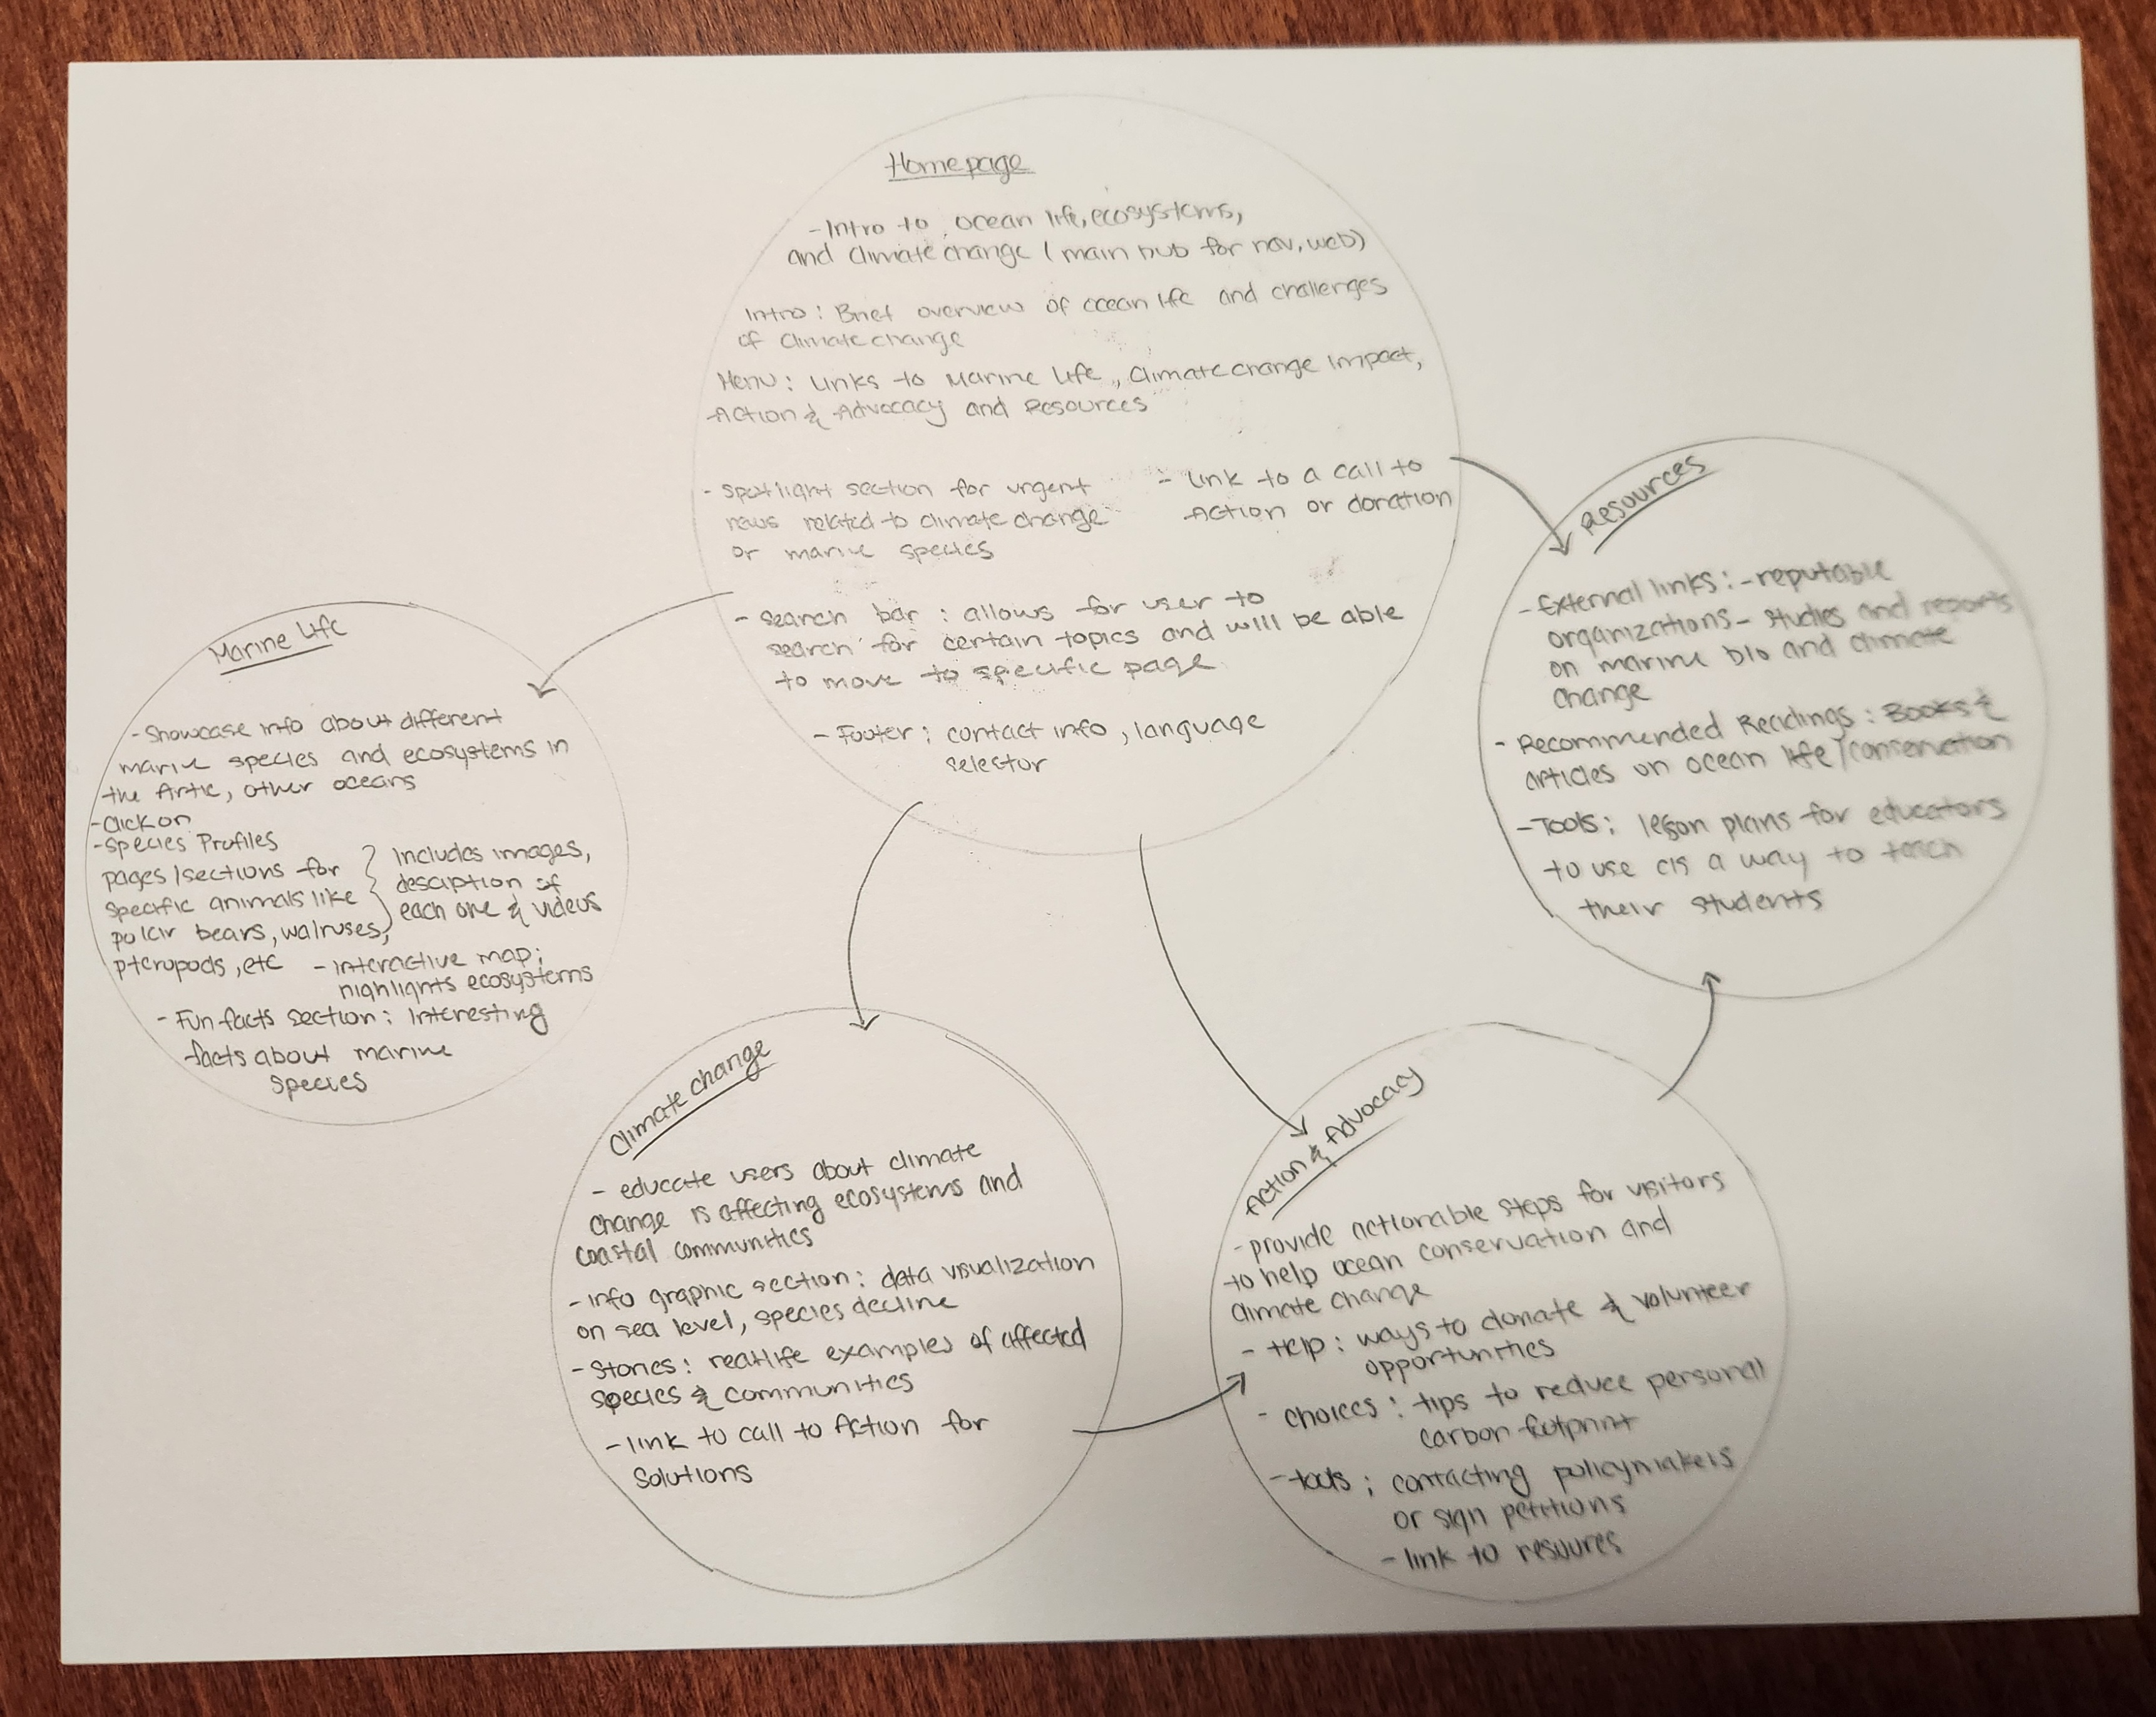 Homepage
- Intro to ocean life, ecosystems,
and climate change (main hub for nav, web)
Intro: Brief overview of ocean life and challenges
of climate change
Menu: Links to Marine Life, Climate change impact,
Action & Advocacy and Resources
- Spotlight section for urgent
news related to climate change
or marine species
- Link to a call to
Action or donation
- Search bar: allows for user to
search for certain topics and will be able
to move to specific page
- Footer: contact info, language
selector
Marine Life
- Showcase info about different
marine species and ecosystems in
the Artic, other oceans
- Click on
- Species Profiles
pages/sections for
specific animals like
polar bears, walruses,
pteropods, etc
Includes images,
desciption of
each one & videos
- Interactive map:
highlights ecosystems
- Fun facts section: Interesting
facts about marine
species
Climate change
- educate users about climate
change is affecting ecosystems and
coastal communities
- info graphic section: data visualization
on sea level, species decline
- Stories: reallife examples of affected
species & communities
- link to call to Action for
Solutions
Action & Advocacy
- provide actionable steps for visitors
to help ocean conservation and
climate change
- Help: ways to donate & volunteer
opportunities
- choices: tips to reduce personal
carbon footprint
- tools: contacting policymakers
or sign petitions
- link to resoures
Resources
- External links: - reputable
organizations - studies and reports
on marine bio and climate
change
- Recommended Readings: Books &
articles on ocean life/conservation
- Tools: lesson plans for educators
to use as a way to teach
their students